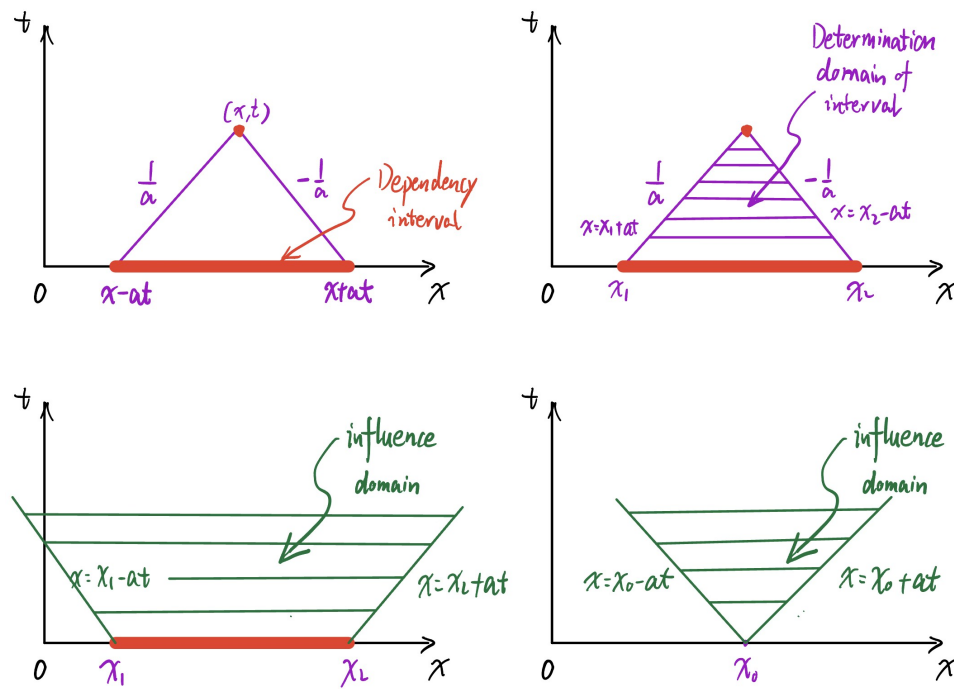 t
(x,t)
1/a
-1/a
Dependency
interval
0
x-at
x+at
x
t
Determination
domain of
interval
1/a
-1/a
x=x₁+at
x=x₂-at
0
x₁
x₂
x
t
influence
domain
x=x₁-at
x=x₂+at
0
x₁
x₂
x
t
influence
domain
x=x₀-at
x=x₀+at
0
x₀
x